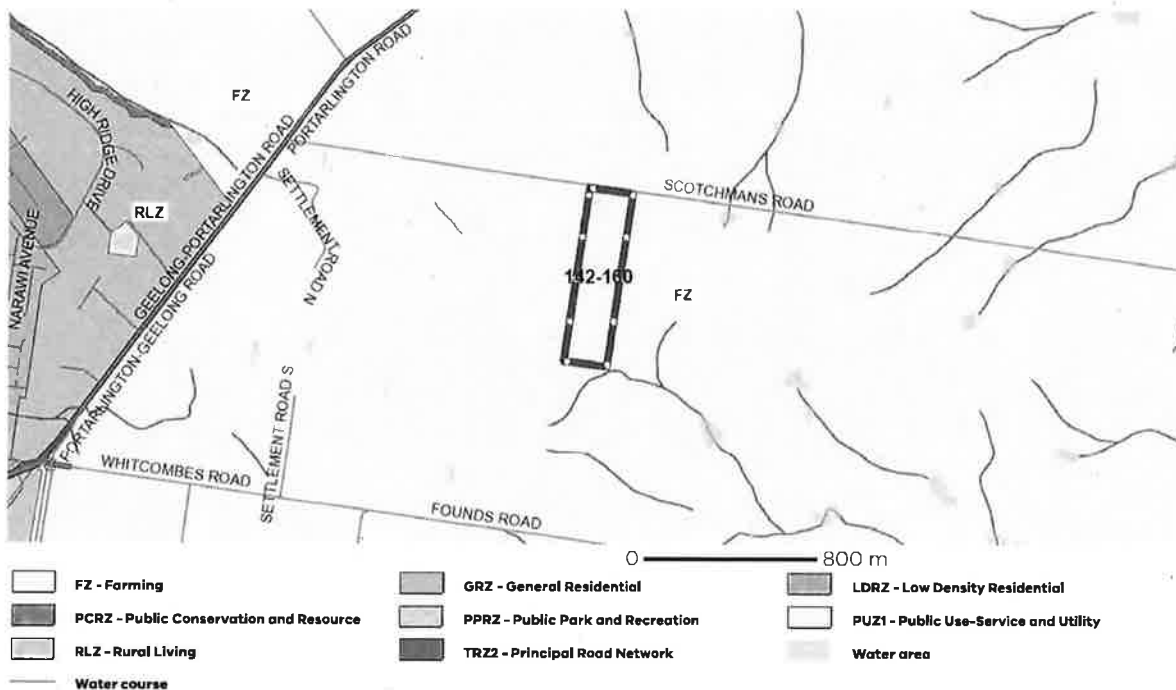 FZ
HIGH RIDGE DRIVE
NARAWI AVENUE
RLZ
GEELONG-PORTARLINGTON ROAD
PORTARLINGTON ROAD
PORTARLINGTON-GEELONG ROAD
SETTLEMENT ROAD N
SCOTCHMANS ROAD
142-160
FZ
SETTLEMENT ROAD S
WHITCOMBES ROAD
FOUNDS ROAD
0 800 m
FZ - Farming
GRZ - General Residential
LDRZ - Low Density Residential
PCRZ - Public Conservation and Resource
PPRZ - Public Park and Recreation
PUZ1 - Public Use-Service and Utility
RLZ - Rural Living
TRZ2 - Principal Road Network
Water area
Water course